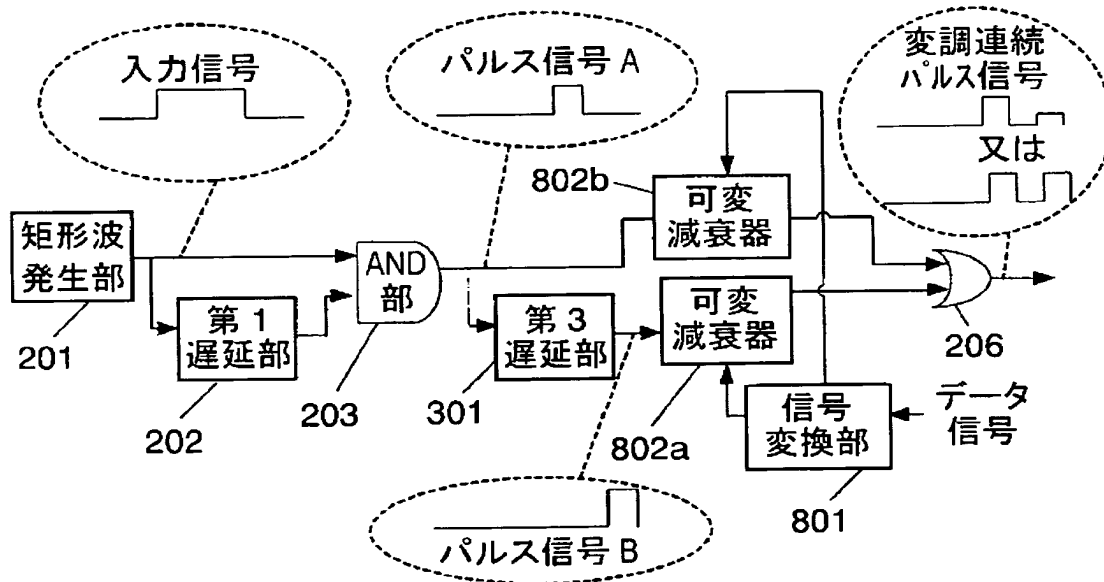 入力信号
パルス信号 A
変調連続
パルス信号
又は
802b
可変
減衰器
矩形波
発生部
201
AND
部
第 1
遅延部
202
203
第 3
遅延部
301
可変
減衰器
802a
206
信号
変換部
801
データ
信号
パルス信号 B